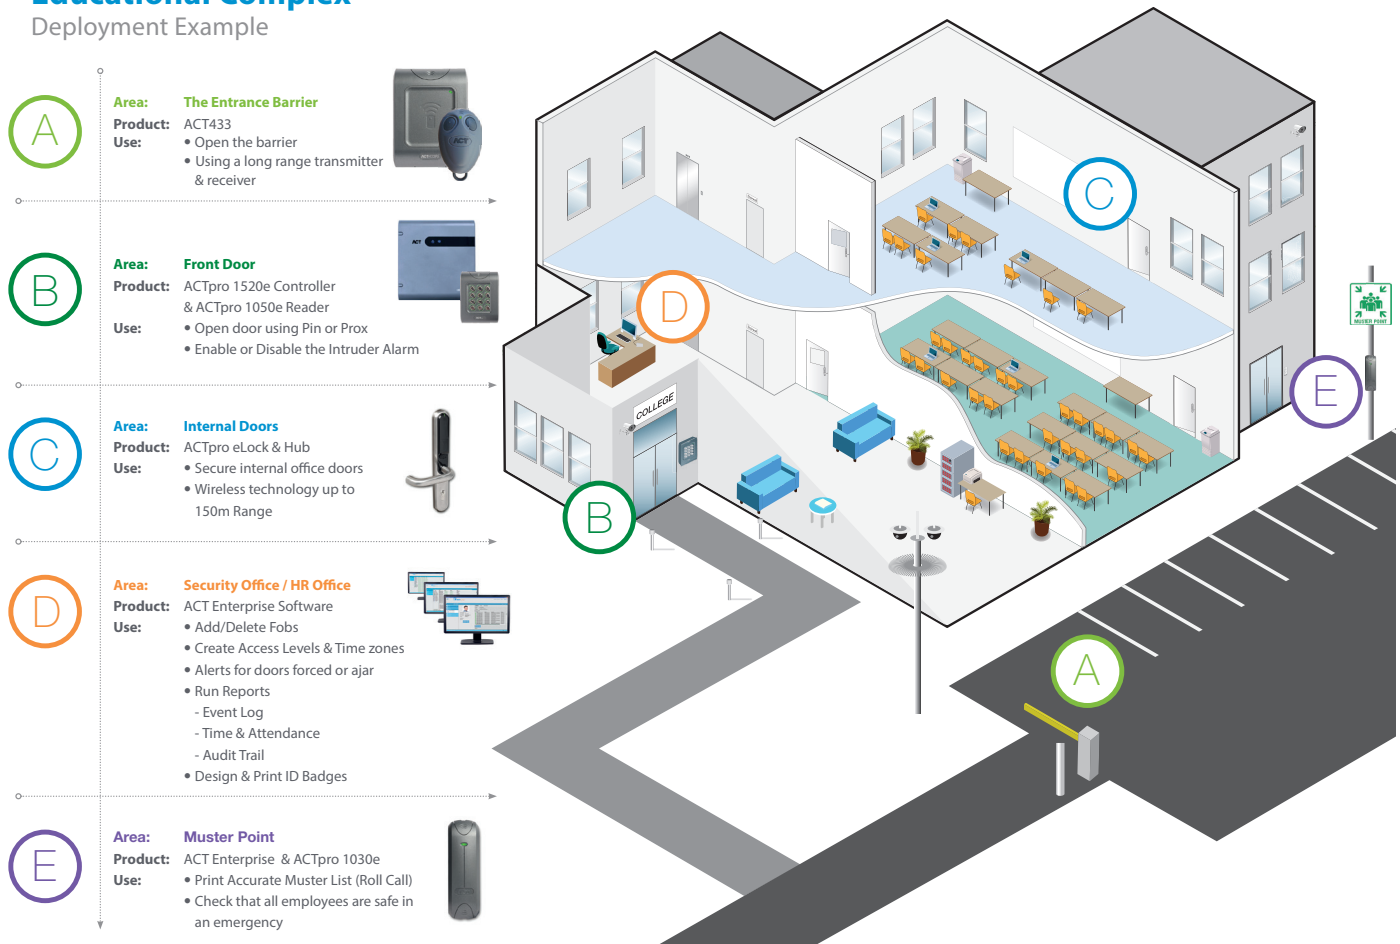 Educational Complex
Deployment Example
A
Area: The Entrance Barrier
Product: ACT433
Use: • Open the barrier
• Using a long range transmitter
& receiver
ACT
B
Area: Front Door
Product: ACTpro 1520e Controller
& ACTpro 1050e Reader
Use: • Open door using Pin or Prox
• Enable or Disable the Intruder Alarm
ACT
C
Area: Internal Doors
Product: ACTpro eLock & Hub
Use: • Secure internal office doors
• Wireless technology up to
150m Range
D
Area: Security Office / HR Office
Product: ACT Enterprise Software
Use: • Add/Delete Fobs
• Create Access Levels & Time zones
• Alerts for doors forced or ajar
• Run Reports
- Event Log
- Time & Attendance
- Audit Trail
• Design & Print ID Badges
E
Area: Muster Point
Product: ACT Enterprise & ACTpro 1030e
Use: • Print Accurate Muster List (Roll Call)
• Check that all employees are safe in
an emergency
C
D
MUSTER POINT
E
COLLEGE
B
A